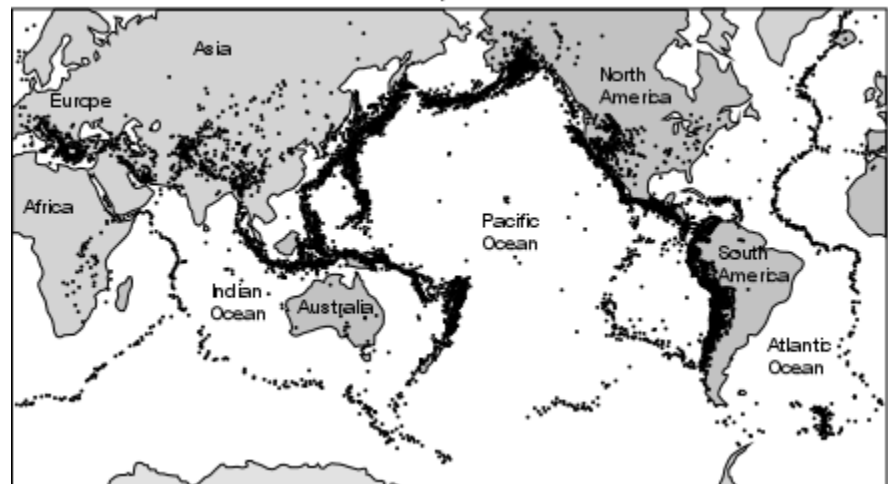 Asia
North
America
Europe
Africa
Pacific
Ocean
South
America
Indian
Ocean
Australia
Atlantic
Ocean